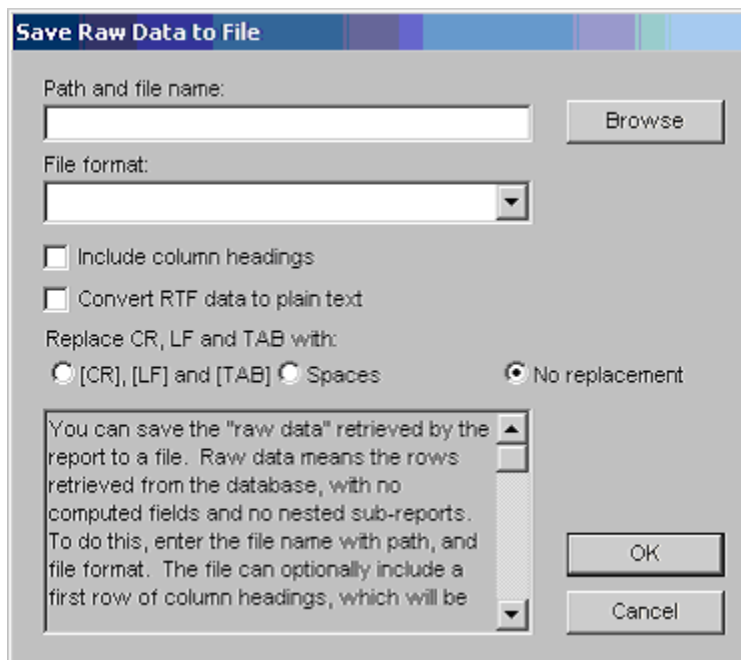 Save Raw Data to File
Path and file name:
Browse
File format:
Include column headings
Convert RTF data to plain text
Replace CR, LF and TAB with:
[CR], [LF] and [TAB] Spaces No replacement
You can save the "raw data" retrieved by the
report to a file. Raw data means the rows
retrieved from the database, with no
computed fields and no nested sub-reports.
To do this, enter the file name with path, and
file format. The file can optionally include a
first row of column headings, which will be
OK
Cancel